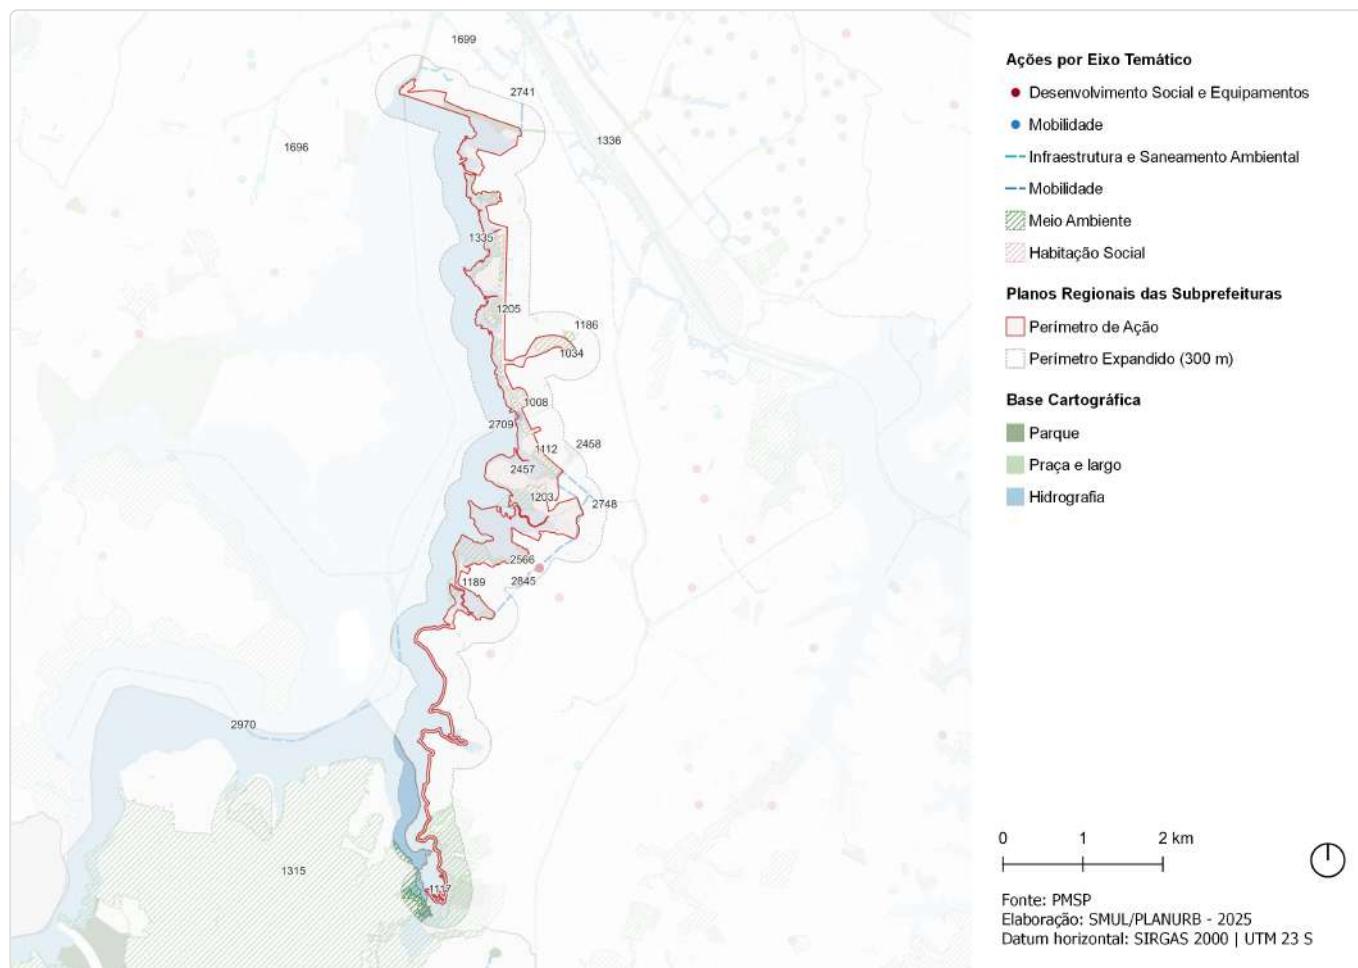 1699
2741
1336
1696
1335
1205
1186
1034
1008
2709
1112
2458
2457
1203
2748
2566
1189
2845
2970
1315
1117
Ações por Eixo Temático
Desenvolvimento Social e Equipamentos
Mobilidade
Infraestrutura e Saneamento Ambiental
Mobilidade
Meio Ambiente
Habitação Social
Planos Regionais das Subprefeituras
Perímetro de Ação
Perímetro Expandido (300 m)
Base Cartográfica
Parque
Praça e largo
Hidrografia
0 1 2 km
Fonte: PMSP
Elaboração: SMUL/PLANURB - 2025
Datum horizontal: SIRGAS 2000 | UTM 23 S